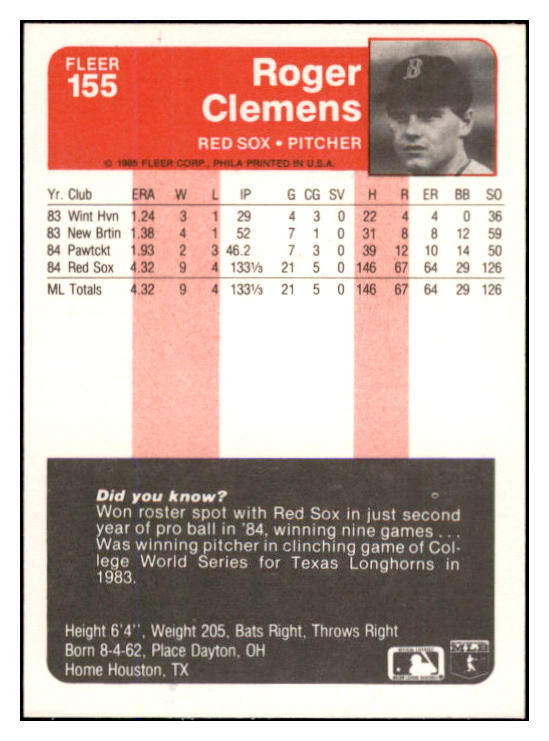 FLEER
155
Roger
Clemens
RED SOX • PITCHER
© 1985 FLEER CORP., PHILA PRINTED IN U.S.A.
Yr. Club ERA W L IP G CG SV H R ER BB SO
83 Wint Hvn 1.24 3 1 29 4 3 0 22 4 4 0 36
83 New Brtin 1.38 4 1 52 7 1 0 31 8 8 12 59
84 Pawtckt 1.93 2 3 46.2 7 3 0 39 12 10 14 50
84 Red Sox 4.32 9 4 133⅓ 21 5 0 146 67 64 29 126
ML Totals 4.32 9 4 133⅓ 21 5 0 146 67 64 29 126
Did you know?
Won roster spot with Red Sox in just second
year of pro ball in '84, winning nine games . . .
Was winning pitcher in clinching game of Col-
lege World Series for Texas Longhorns in
1983.
Height 6'4'', Weight 205, Bats Right, Throws Right
Born 8-4-62, Place Dayton, OH
Home Houston, TX